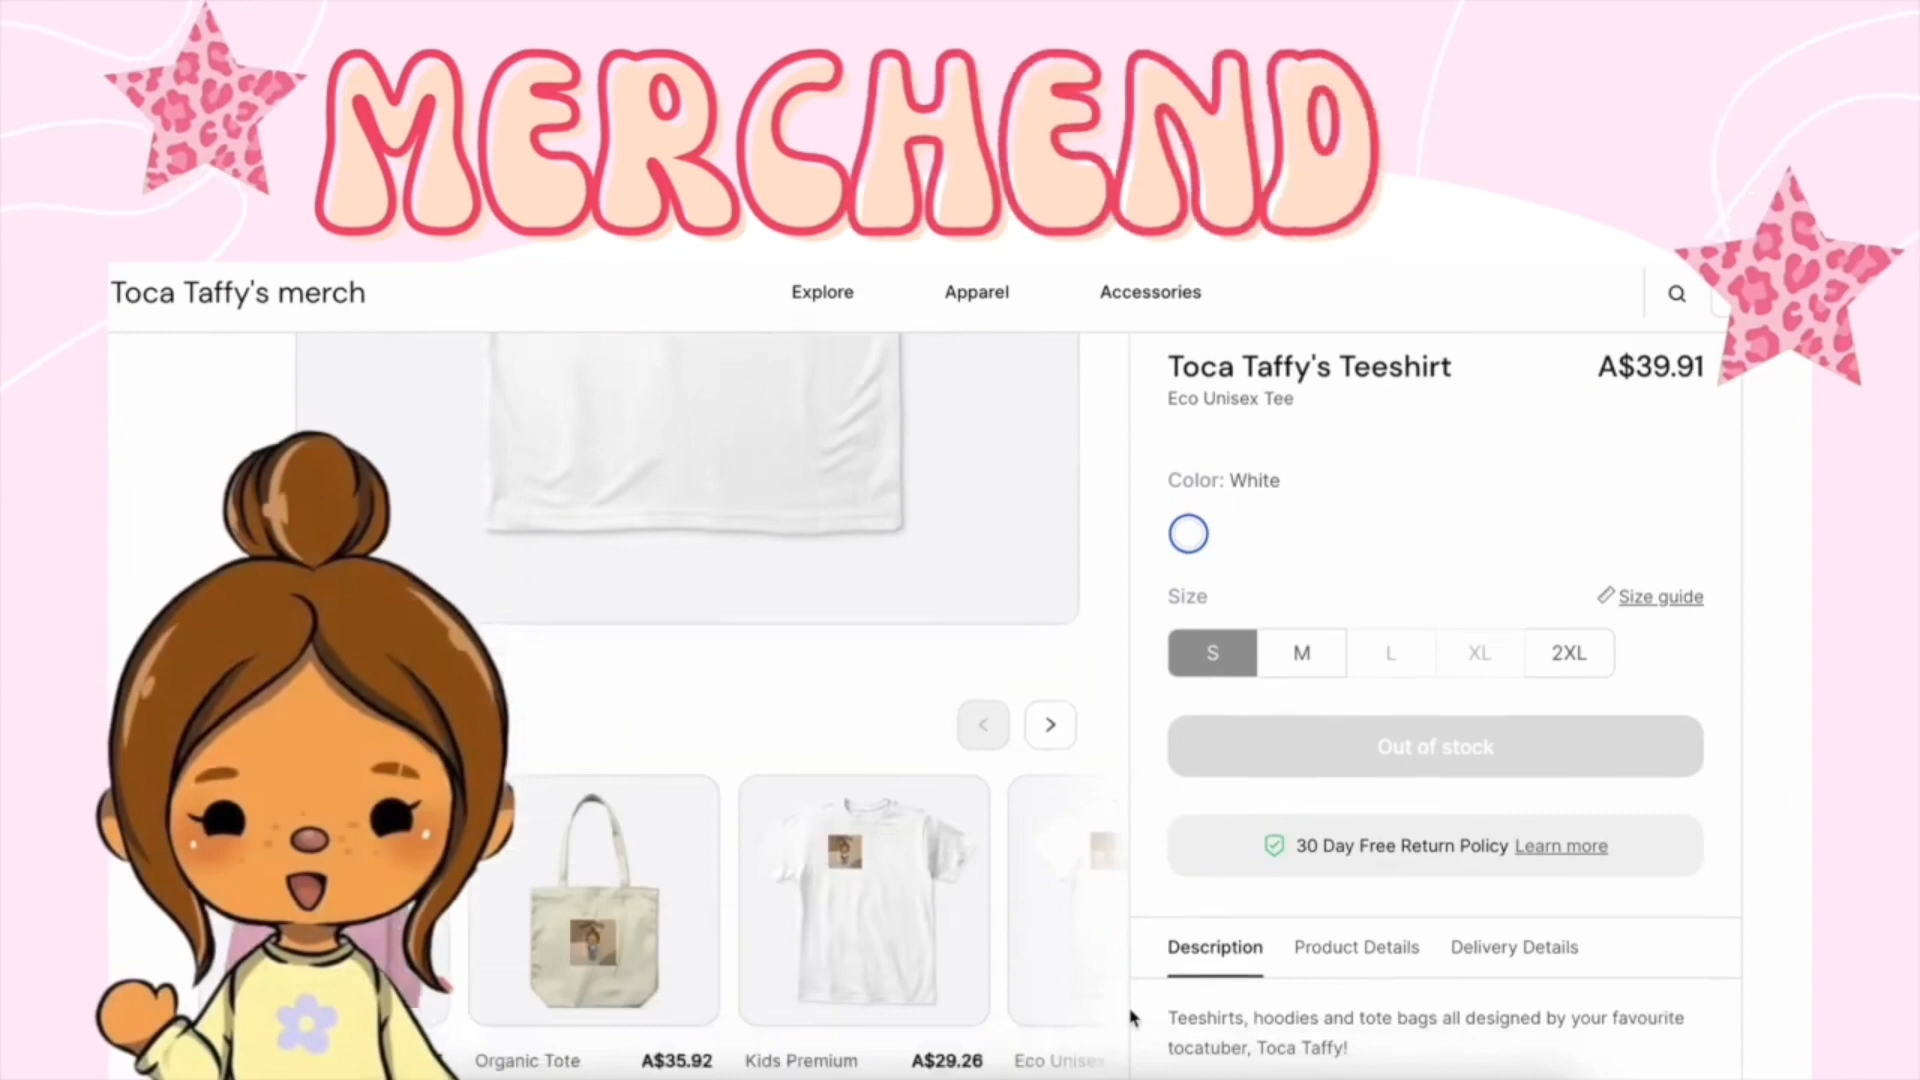 MERCHEND
Toca Taffy's merch
Explore
Apparel
Accessories
Toca Taffy's Teeshirt
A$39.91
Eco Unisex Tee
Color: White
Size
Size guide
S
M
L
XL
2XL
Out of stock
30 Day Free Return Policy Learn more
Description
Product Details
Delivery Details
Teeshirts, hoodies and tote bags all designed by your favourite
tocatuber, Toca Taffy!
Organic Tote
A$35.92
Kids Premium
A$29.26
Eco Unisex